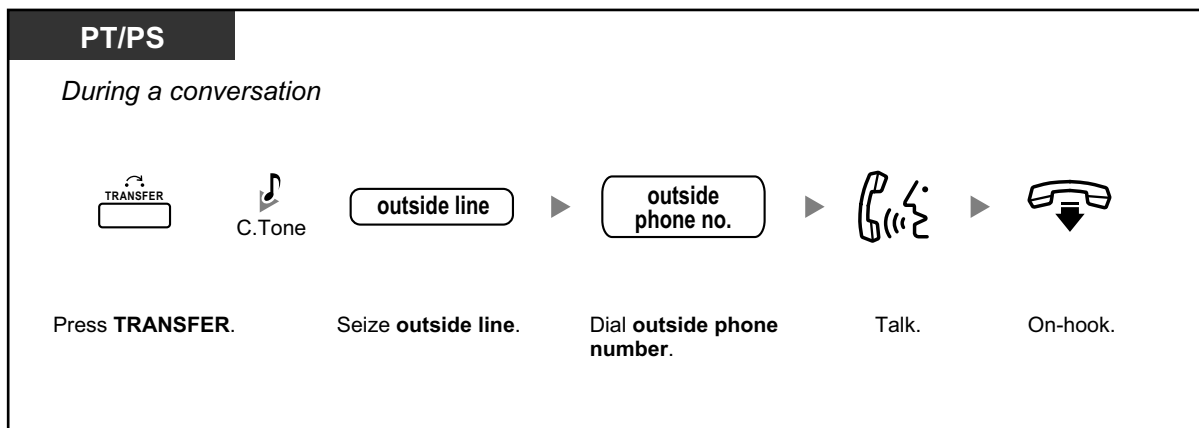 PT/PS
During a conversation
TRANSFER
C.Tone
outside line
outside
phone no.
Press TRANSFER.
Seize outside line.
Dial outside phone
number.
Talk.
On-hook.